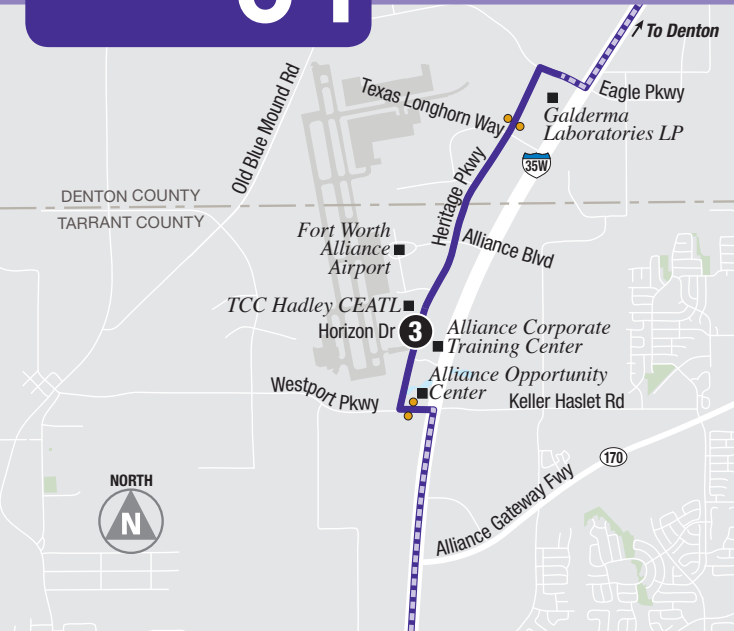 To Denton
Old Blue Mound Rd
Texas Longhorn Way
Eagle Pkwy
Galderma
Laboratories LP
35W
Heritage Pkwy
DENTON COUNTY
TARRANT COUNTY
Fort Worth
Alliance
Airport
Alliance Blvd
TCC Hadley CEATL
Horizon Dr
3
Alliance Corporate
Training Center
Alliance Opportunity
Center
Westport Pkwy
Keller Haslet Rd
170
NORTH
N
Alliance Gateway Fwy